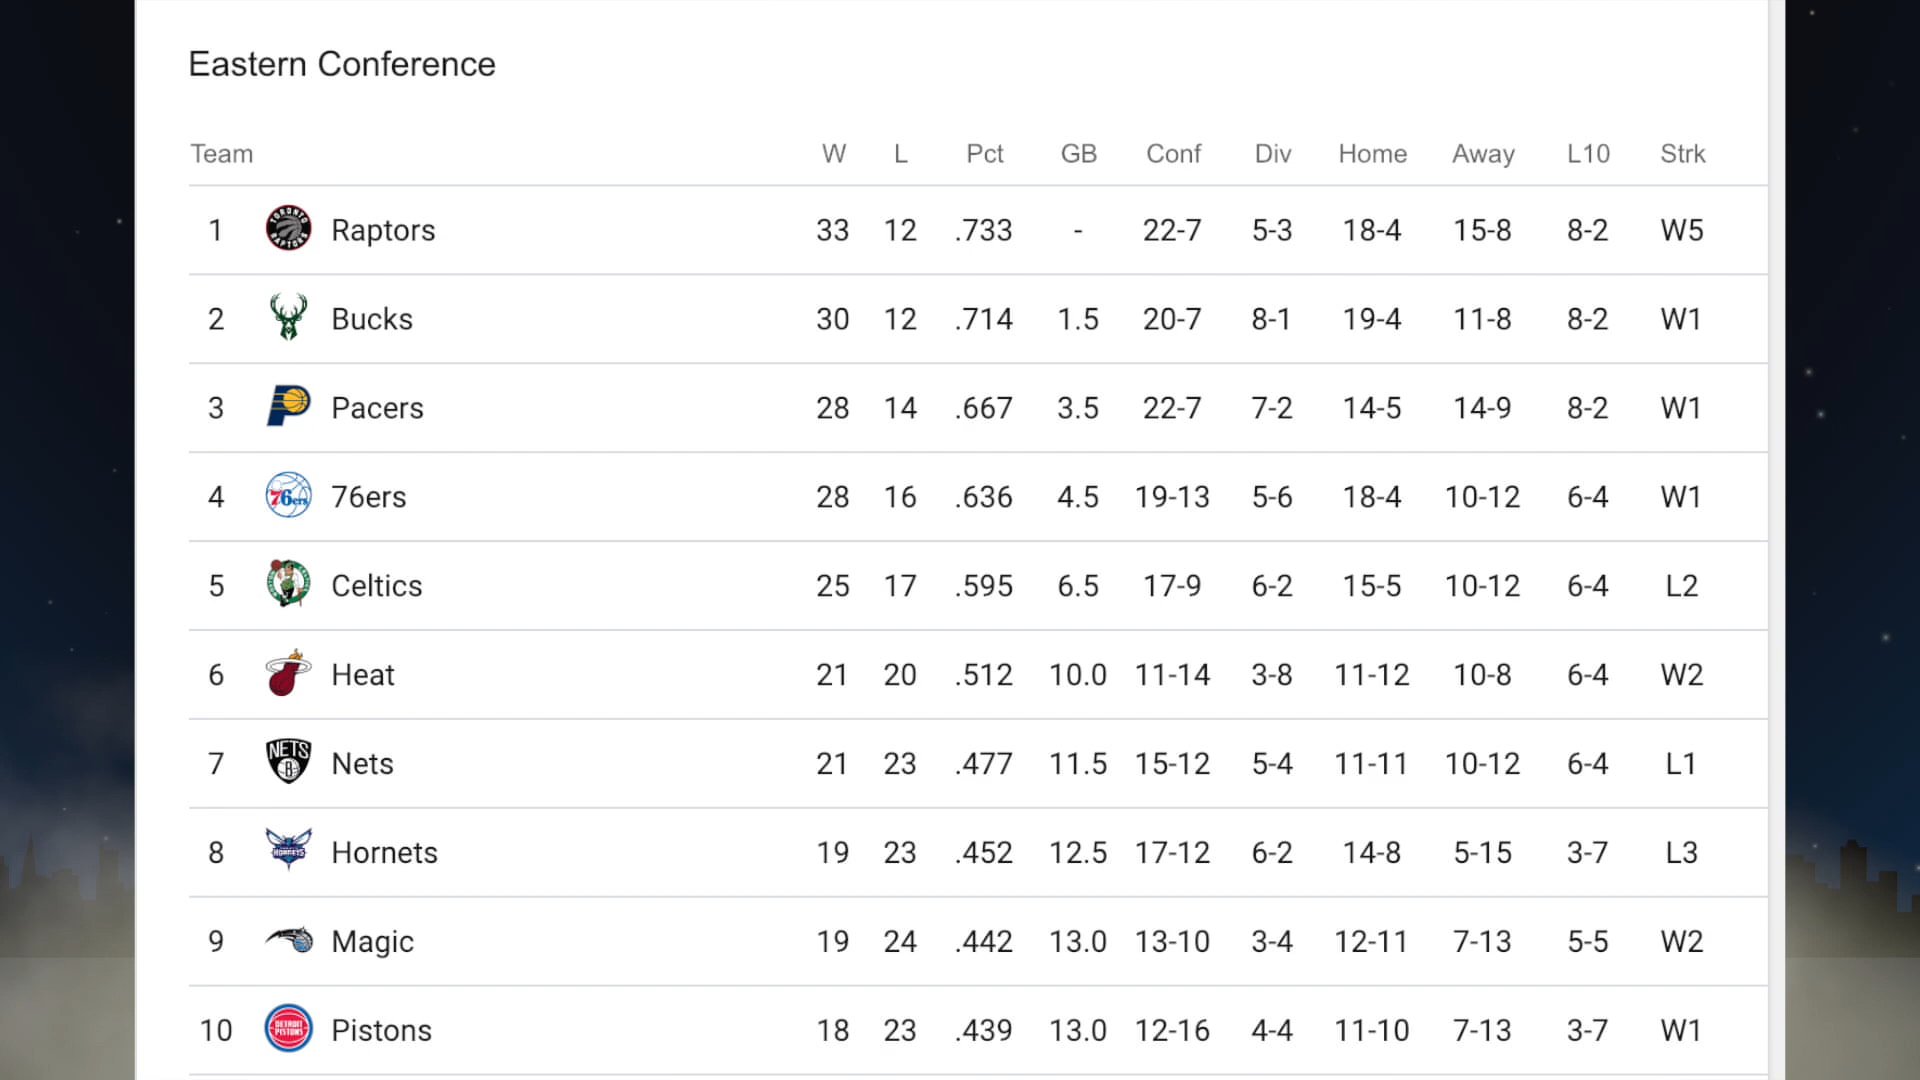 Eastern Conference
Team W L Pct GB Conf Div Home Away L10 Strk
1 TORONTO RAPTORS Raptors 33 12 .733 - 22-7 5-3 18-4 15-8 8-2 W5
2 Bucks 30 12 .714 1.5 20-7 8-1 19-4 11-8 8-2 W1
3 P Pacers 28 14 .667 3.5 22-7 7-2 14-5 14-9 8-2 W1
4 76ers 76ers 28 16 .636 4.5 19-13 5-6 18-4 10-12 6-4 W1
5 Celtics 25 17 .595 6.5 17-9 6-2 15-5 10-12 6-4 L2
6 Heat 21 20 .512 10.0 11-14 3-8 11-12 10-8 6-4 W2
7 NETS B Nets 21 23 .477 11.5 15-12 5-4 11-11 10-12 6-4 L1
8 HORNETS Hornets 19 23 .452 12.5 17-12 6-2 14-8 5-15 3-7 L3
9 Magic 19 24 .442 13.0 13-10 3-4 12-11 7-13 5-5 W2
10 DETROIT PISTONS Pistons 18 23 .439 13.0 12-16 4-4 11-10 7-13 3-7 W1